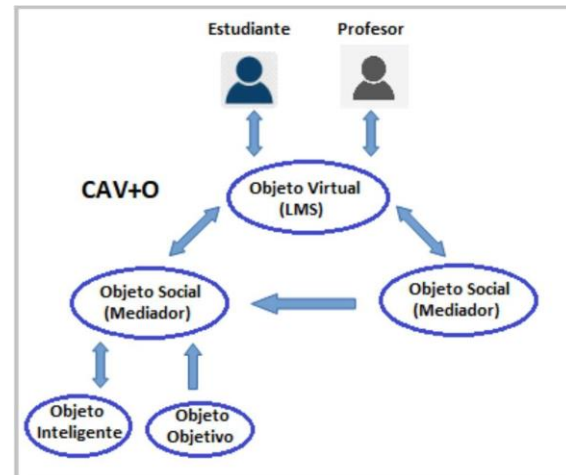 Estudiante
Profesor
CAV+O
Objeto Virtual
(LMS)
Objeto Social
(Mediador)
Objeto Social
(Mediador)
Objeto
Inteligente
Objeto
Objetivo